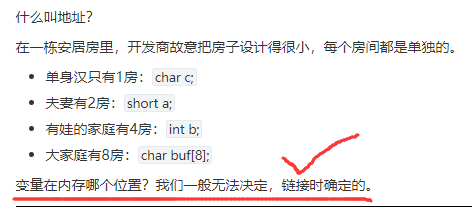 什么叫地址？
在一栋安居房里，开发商故意把房子设计得很小，每个房间都是单独的。
• 单身汉只有1房：char c;
• 夫妻有2房：short a;
• 有娃的家庭有4房：int b;
• 大家庭有8房：char buf[8];
变量在内存哪个位置？我们一般无法决定，链接时确定的。